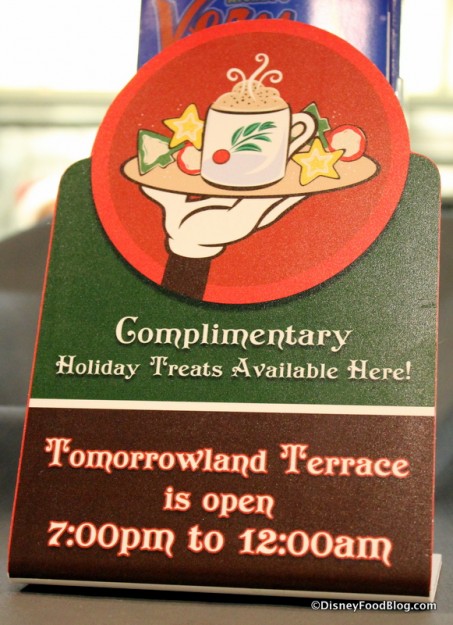 Complimentary
Holiday Treats Available Here!
Tomorrowland Terrace
is open
7:00pm to 12:00am
©DisneyFoodBlog.com